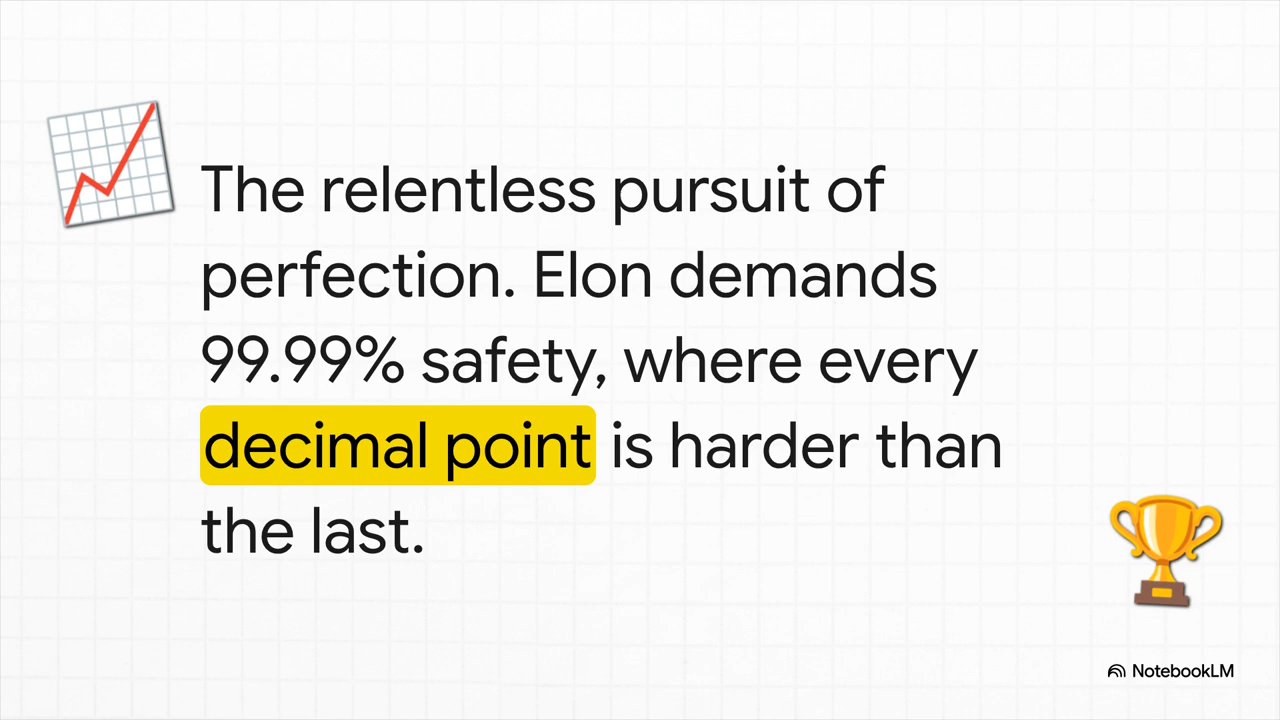 The relentless pursuit of
perfection. Elon demands
99.99% safety, where every
decimal point is harder than
the last.
NotebookLM